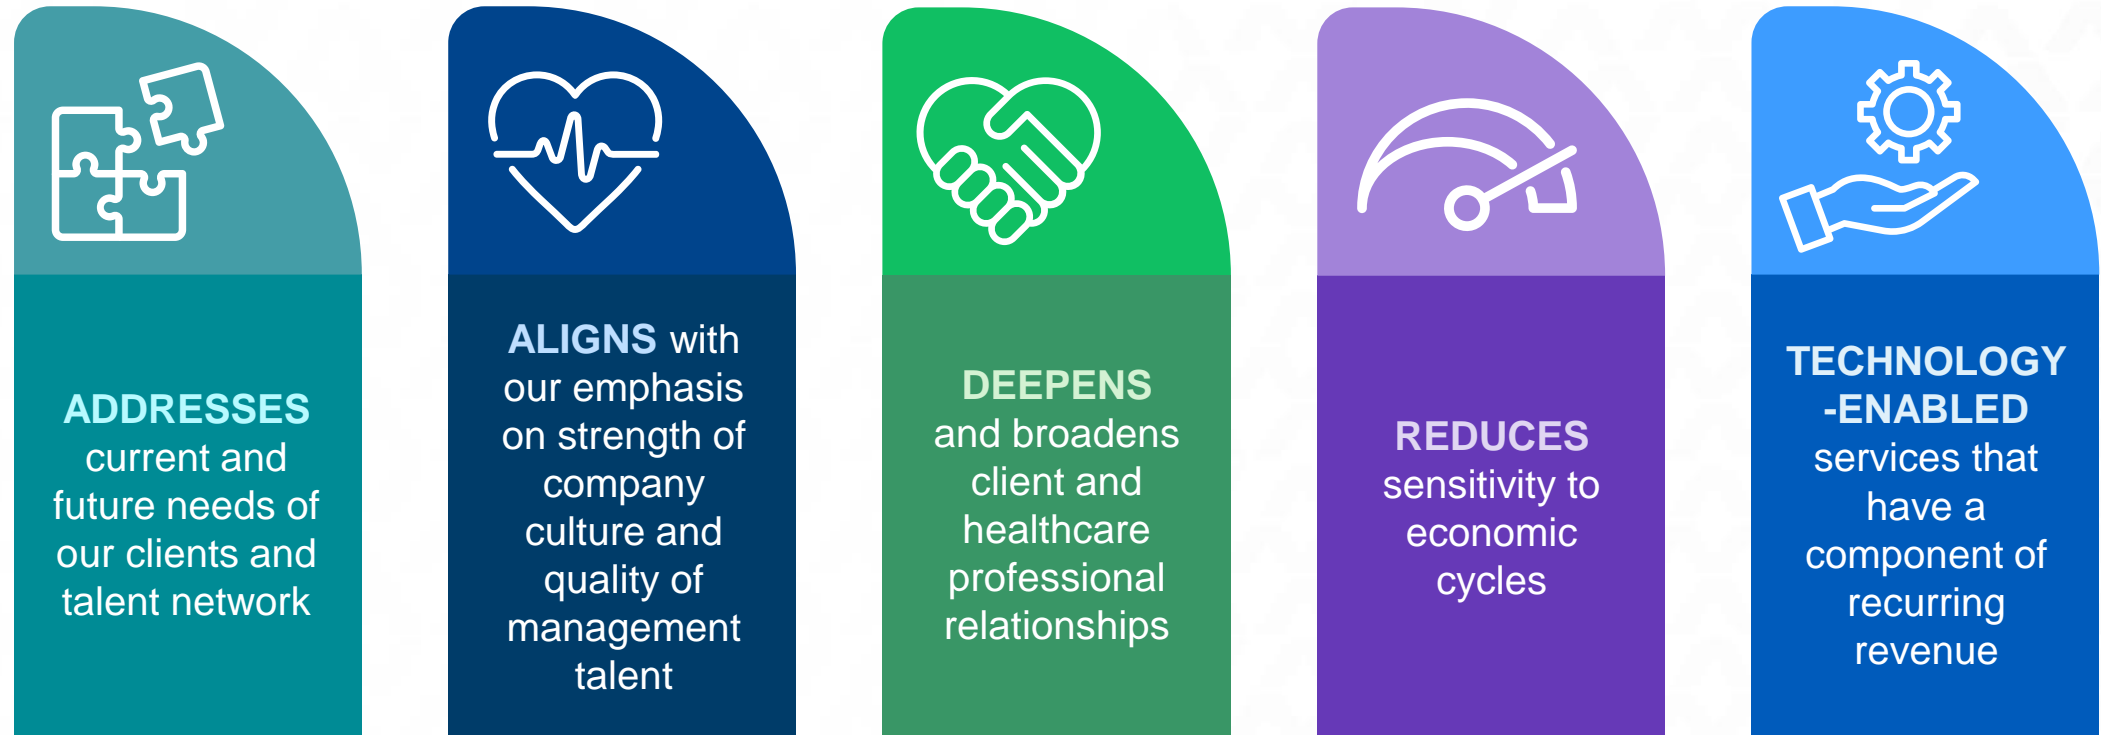 ADDRESSES
current and
future needs of
our clients and
talent network
ALIGNS with
our emphasis
on strength of
company
culture and
quality of
management
talent
DEEPENS
and broadens
client and
healthcare
professional
relationships
REDUCES
sensitivity to
economic
cycles
TECHNOLOGY
-ENABLED
services that
have a
component of
recurring
revenue